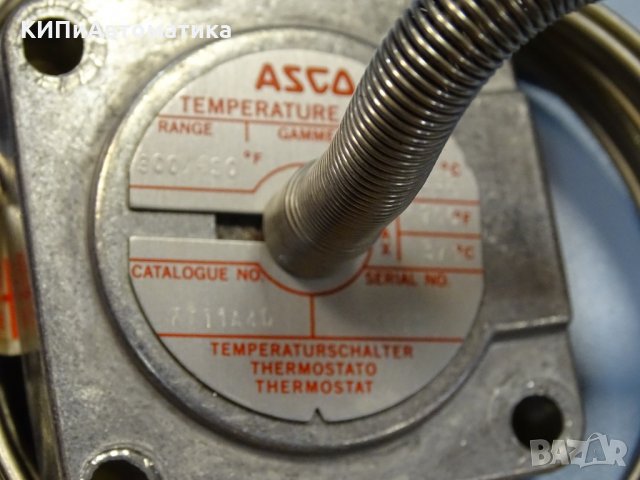 КИПиАвтоматика
ASCO
TEMPERATURE
RANGE GAMME
°F °C
°F
°C
CATALOGUE NO SERIAL NO.
TEMPERATURSCHALTER
THERMOSTATO
THERMOSTAT
BAZAR